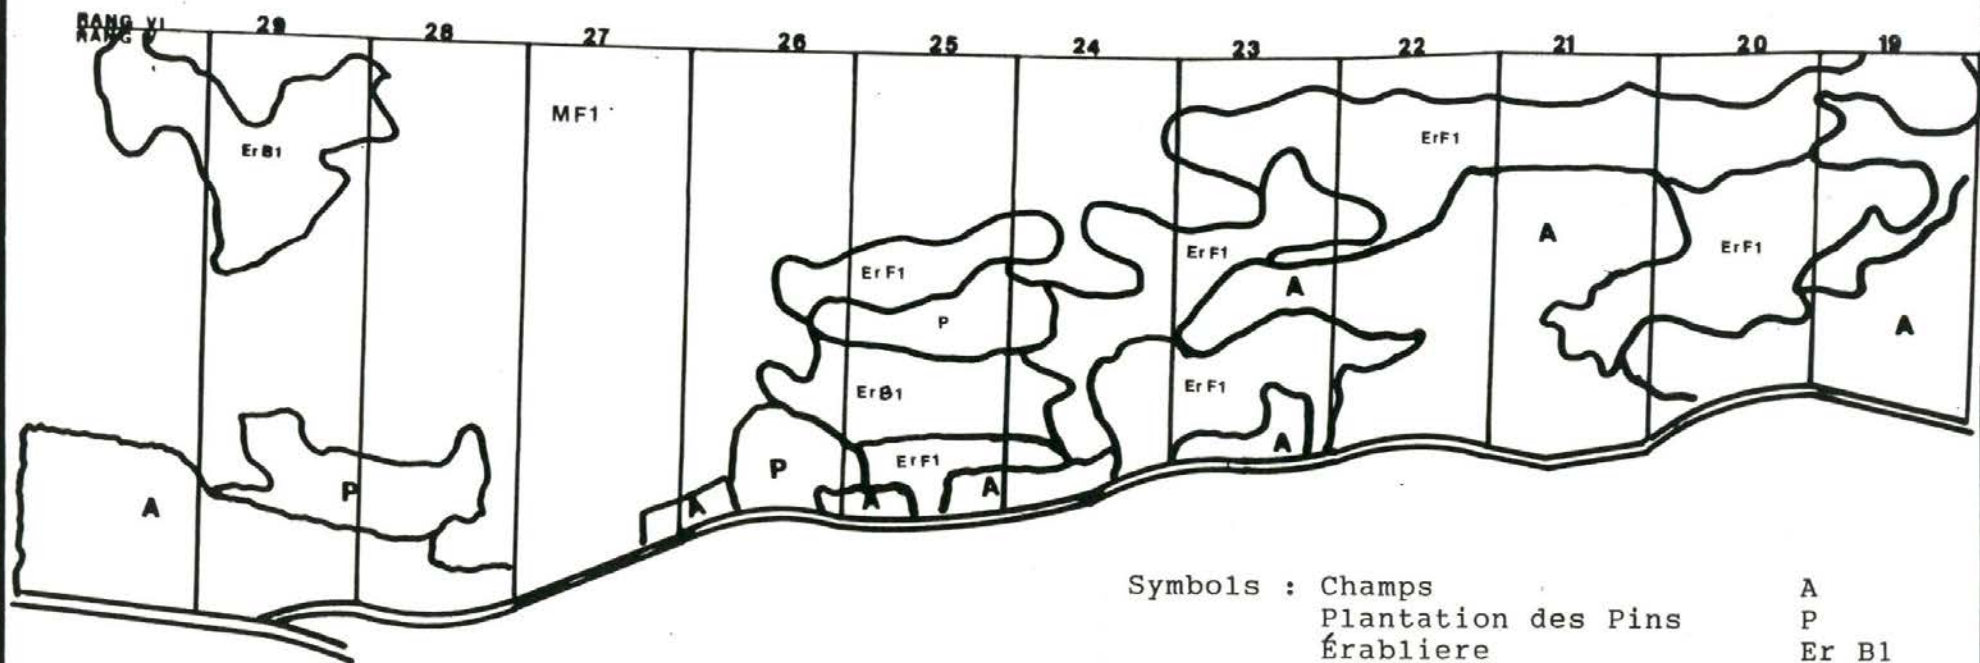 RANG VI
RANG V
29 28 27 26 25 24 23 22 21 20 19
MF1
ErF1
ErB1
A
ErF1
ErF1
ErF1
A
P
A
ErF1
ErB1
P
A
ErF1
P
A
A
A
A
Symbols : Champs A
Plantation des Pins P
Érabliere Er B1